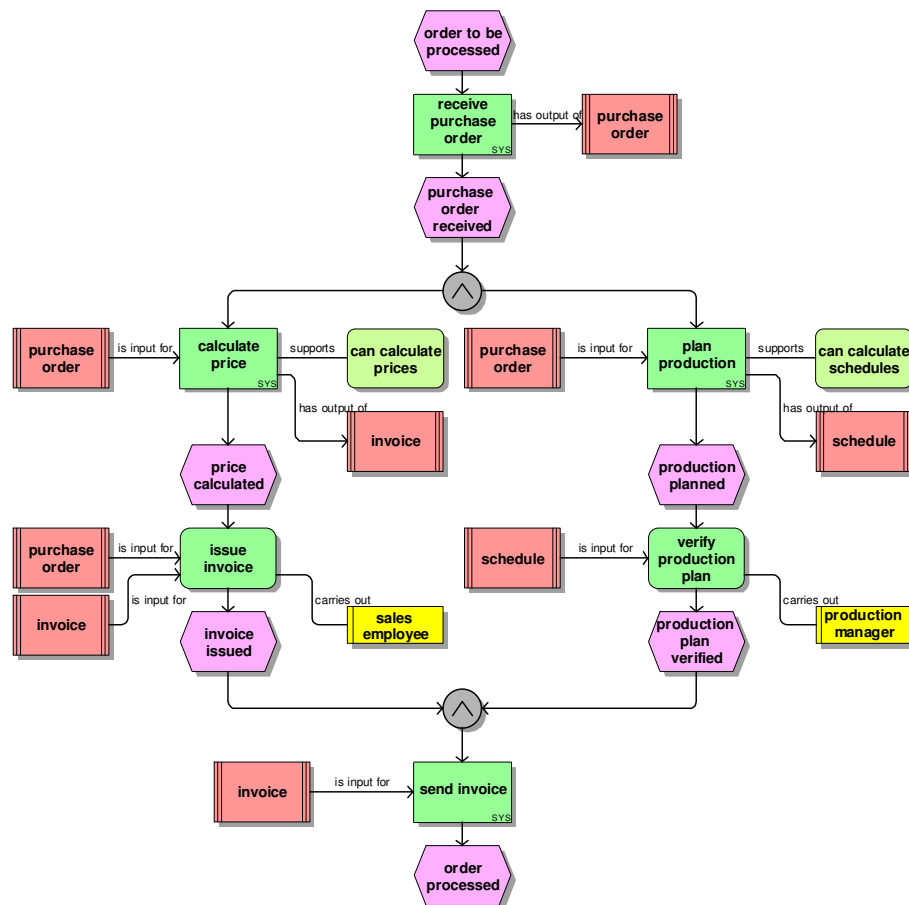 order to be
processed
receive
purchase
order
SYS
has output of
purchase
order
purchase
order
received
purchase
order
is input for
calculate
price
SYS
supports
can calculate
prices
has output of
invoice
purchase
order
is input for
plan
production
SYS
supports
can calculate
schedules
has output of
schedule
price
calculated
production
planned
purchase
order
is input for
invoice
is input for
issue
invoice
carries out
sales
employee
schedule
is input for
verify
production
plan
carries out
production
manager
invoice
issued
production
plan
verified
invoice
is input for
send invoice
SYS
order
processed